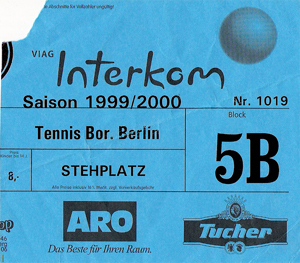 VIAG Interkom
Saison 1999/2000
Nr. 1019
Tennis Bor. Berlin
Block
5B
8,-
STEHPLATZ
ARO
Das Beste für Ihren Raum.
Tucher